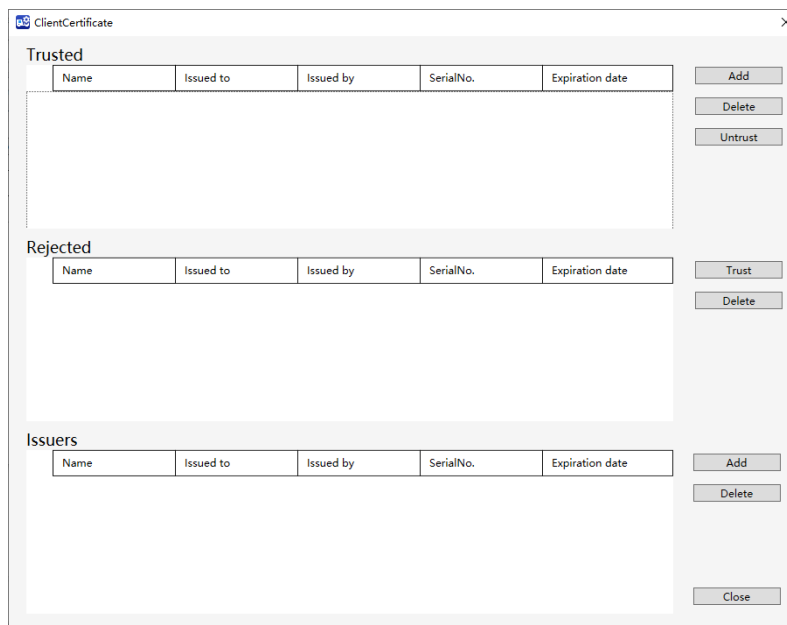 ClientCertificate
Trusted
Name Issued to Issued by SerialNo. Expiration date
Add
Delete
Untrust
Rejected
Name Issued to Issued by SerialNo. Expiration date
Trust
Delete
Issuers
Name Issued to Issued by SerialNo. Expiration date
Add
Delete
Close